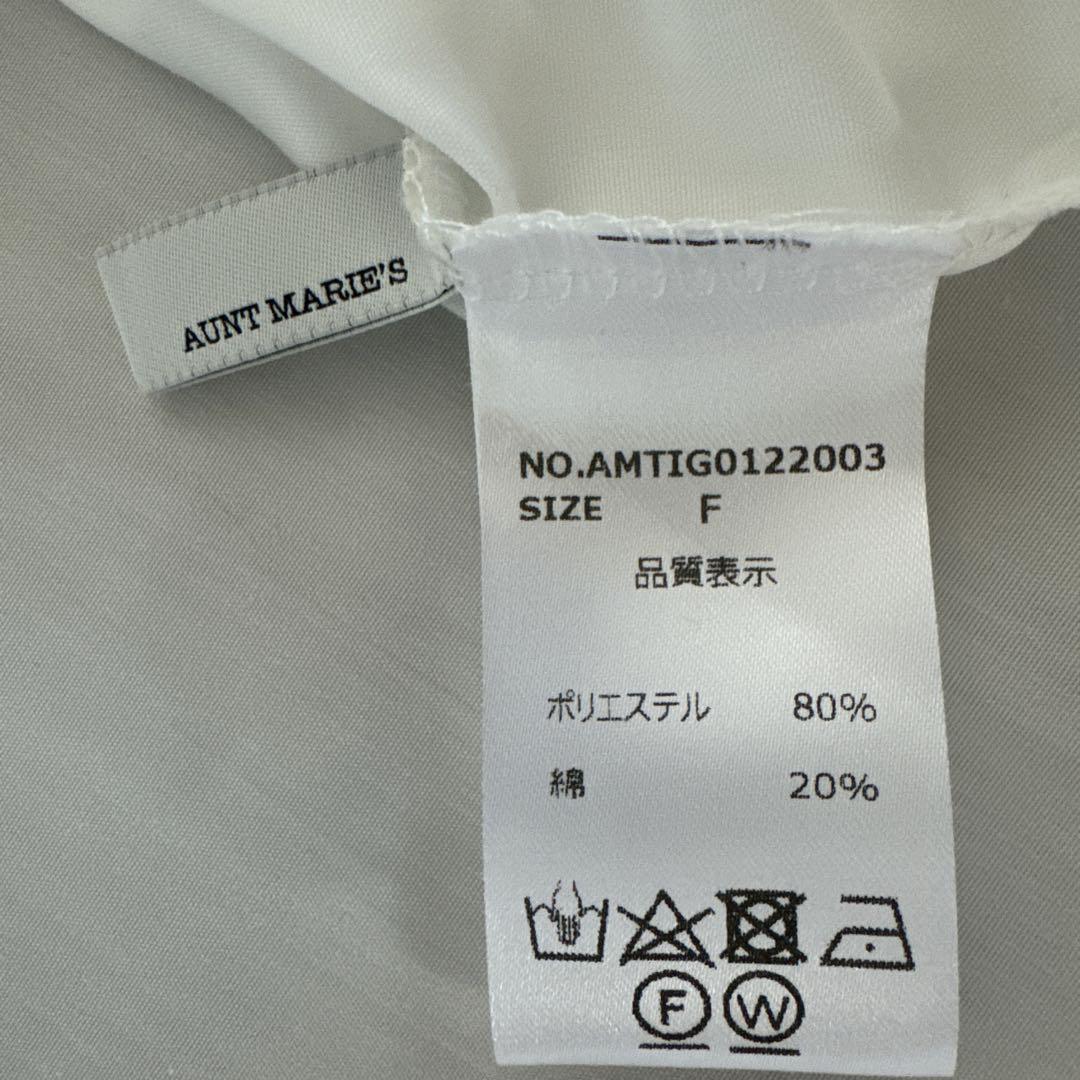 AUNT MARIE'S
NO.AMTIG0122003
SIZE F
品質表示
ポリエステル 80%
綿 20%
F W